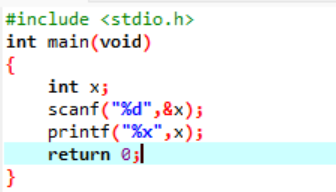 #include <stdio.h>
int main(void)
{
    int x;
    scanf("%d",&x);
    printf("%x",x);
    return 0;
}